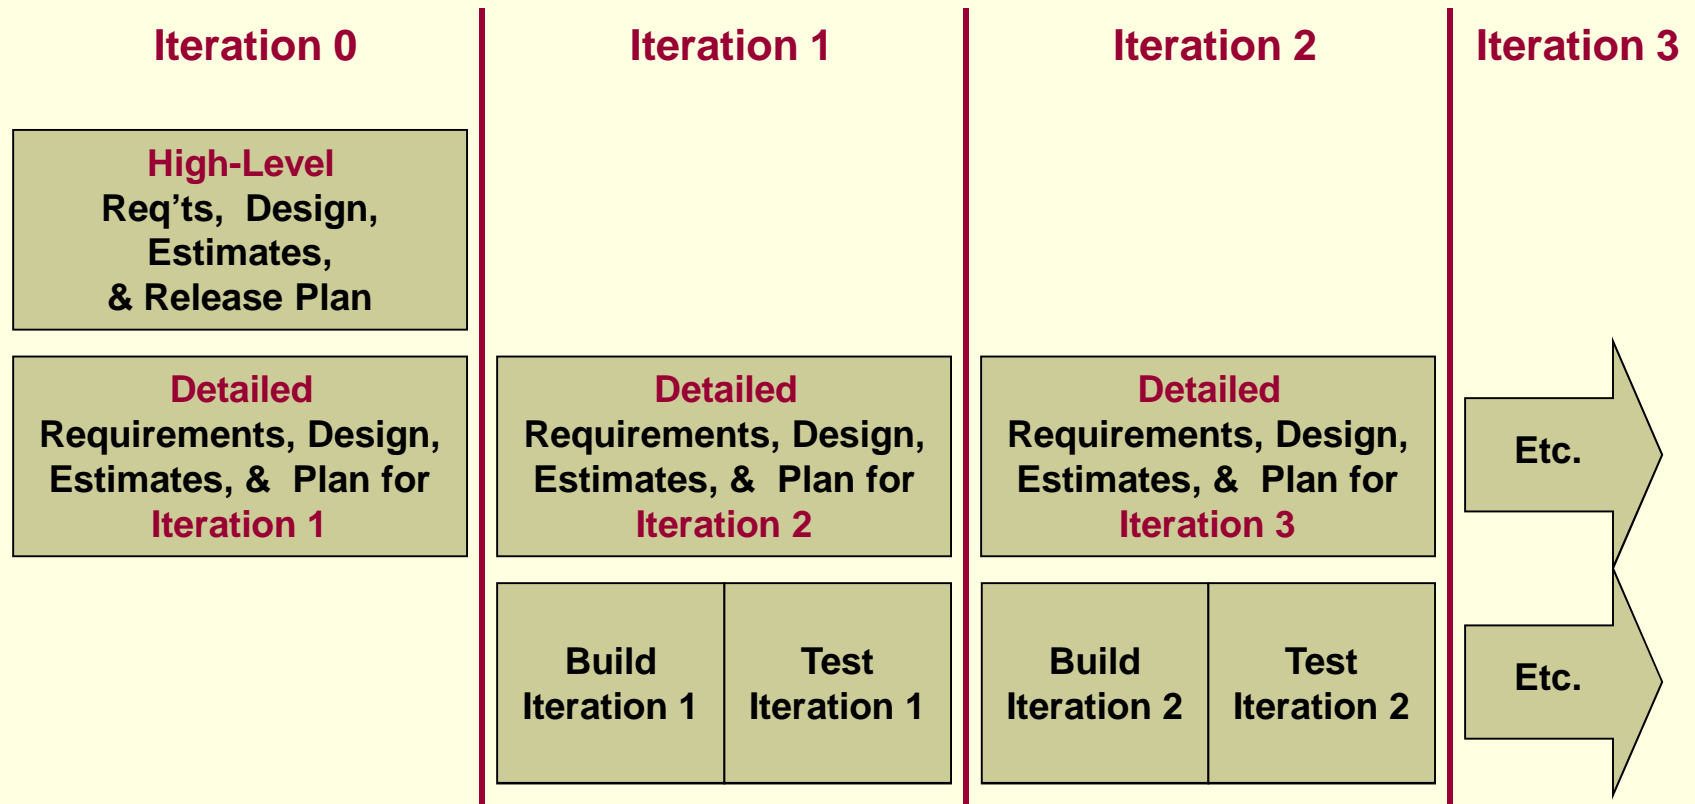 Iteration 0
Iteration 1
Iteration 2
Iteration 3
High-Level
Req’ts, Design,
Estimates,
& Release Plan
Detailed
Requirements, Design,
Estimates, & Plan for
Iteration 1
Detailed
Requirements, Design,
Estimates, & Plan for
Iteration 2
Detailed
Requirements, Design,
Estimates, & Plan for
Iteration 3
Etc.
Build
Iteration 1
Test
Iteration 1
Build
Iteration 2
Test
Iteration 2
Etc.